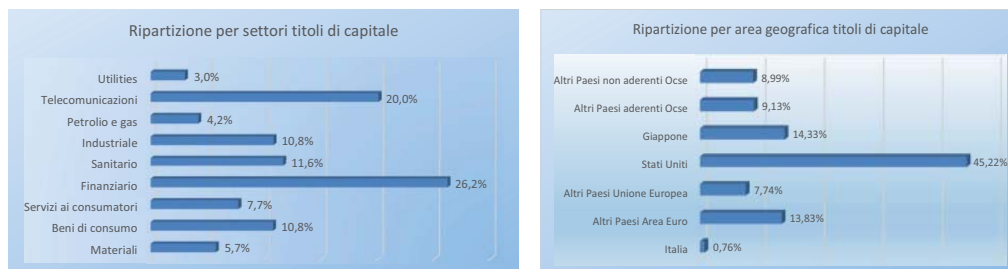 Ripartizione per settori titoli di capitale
Utilities 3,0%
Telecomunicazioni 20,0%
Petrolio e gas 4,2%
Industriale 10,8%
Sanitario 11,6%
Finanziario 26,2%
Servizi ai consumatori 7,7%
Beni di consumo 10,8%
Materiali 5,7%
Ripartizione per area geografica titoli di capitale
Altri Paesi non aderenti Ocse 8,99%
Altri Paesi aderenti Ocse 9,13%
Giappone 14,33%
Stati Uniti 45,22%
Altri Paesi Unione Europea 7,74%
Altri Paesi Area Euro 13,83%
Italia 0,76%